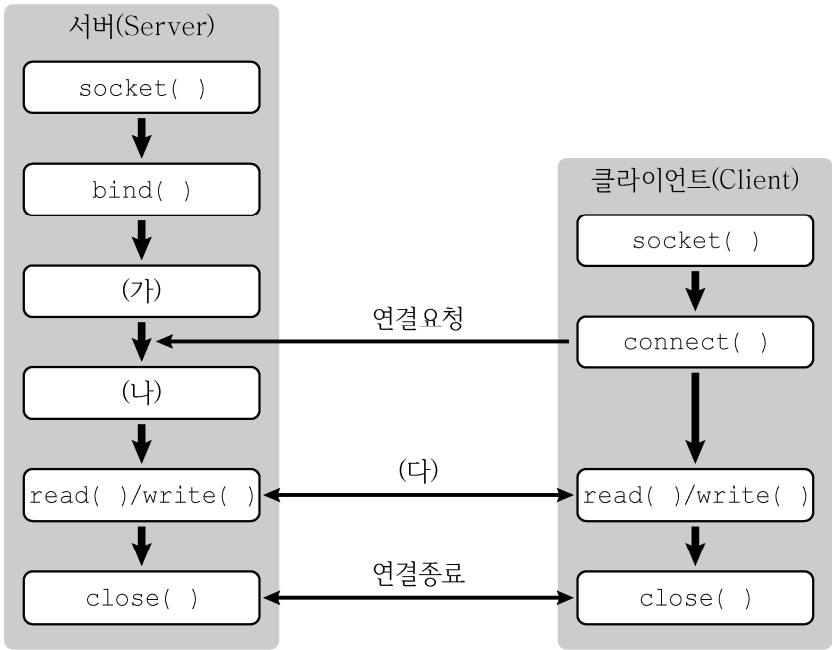 서버(Server)
socket( )
bind( )
(가)
(나)
read( )/write( )
close( )
연결요청
(다)
연결종료
클라이언트(Client)
socket( )
connect( )
read( )/write( )
close( )